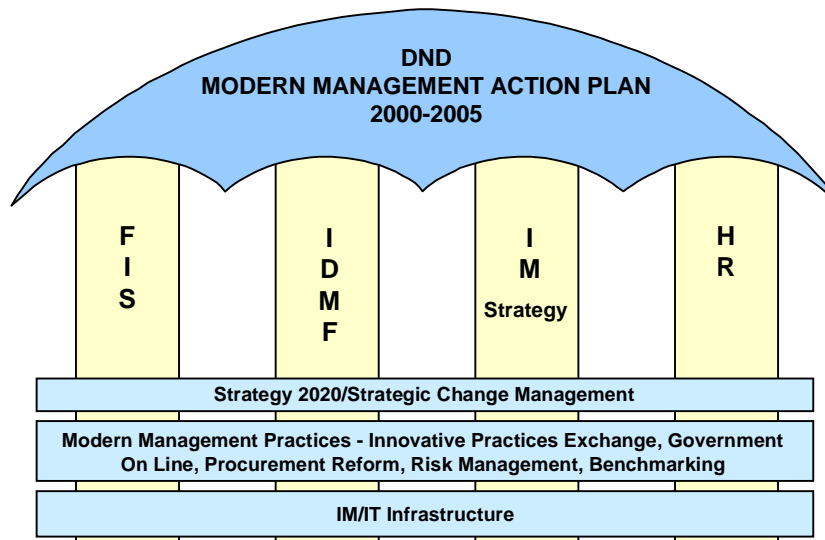 DND
MODERN MANAGEMENT ACTION PLAN
2000-2005
F
I
S
I
D
M
F
I
M
Strategy
H
R
Strategy 2020/Strategic Change Management
Modern Management Practices - Innovative Practices Exchange, Government
On Line, Procurement Reform, Risk Management, Benchmarking
IM/IT Infrastructure